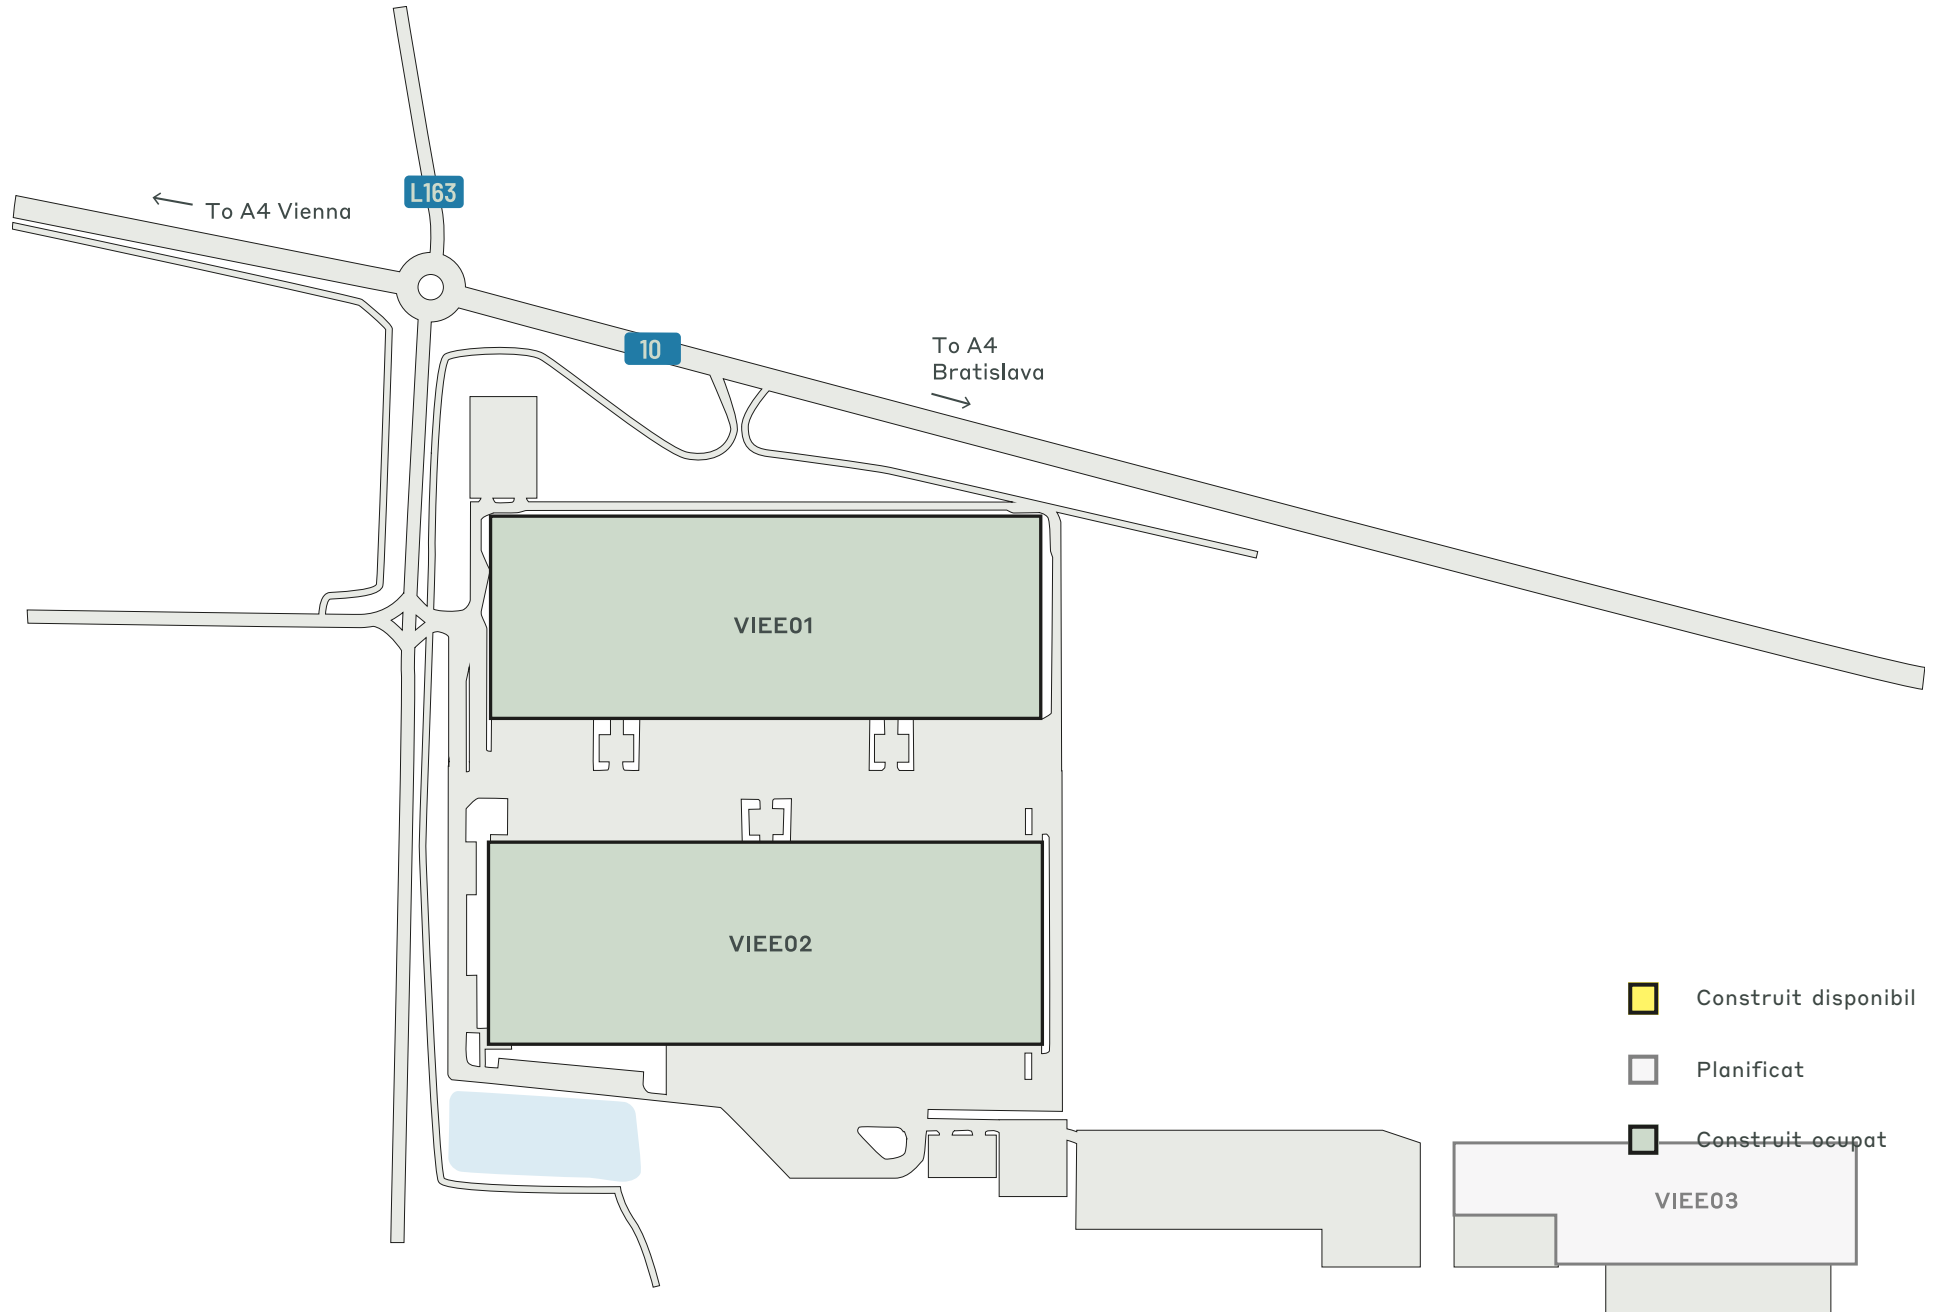 L163
To A4 Vienna
10
To A4
Bratislava
VIEE01
VIEE02
Construit disponibil
Planificat
Construit ocupat
VIEE03